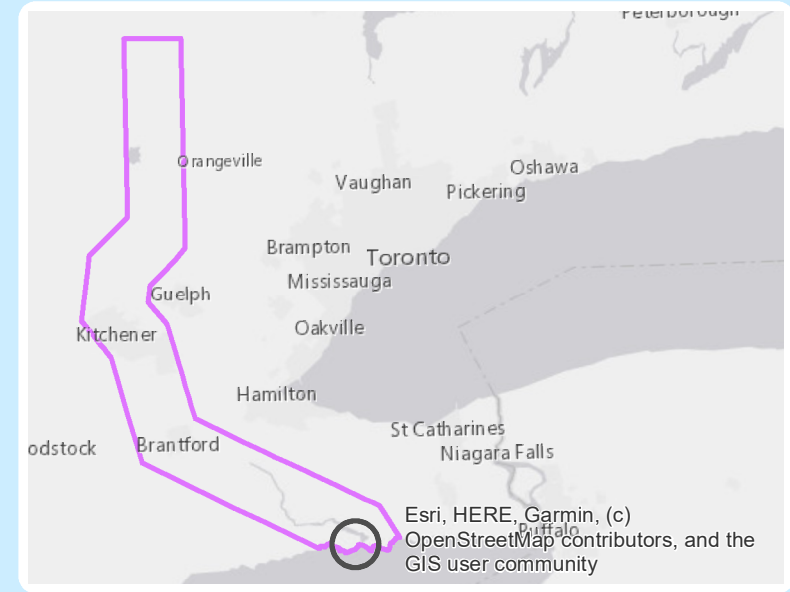 Peterborough
Orangeville
Oshawa
Vaughan
Pickering
Brampton
Toronto
Mississauga
Guelph
Oakville
Kitchener
Hamilton
St Catharines
Brantford
odstock
Niagara Falls
Esri, HERE, Garmin, (c)
Buffalo
OpenStreetMap contributors, and the
GIS user community